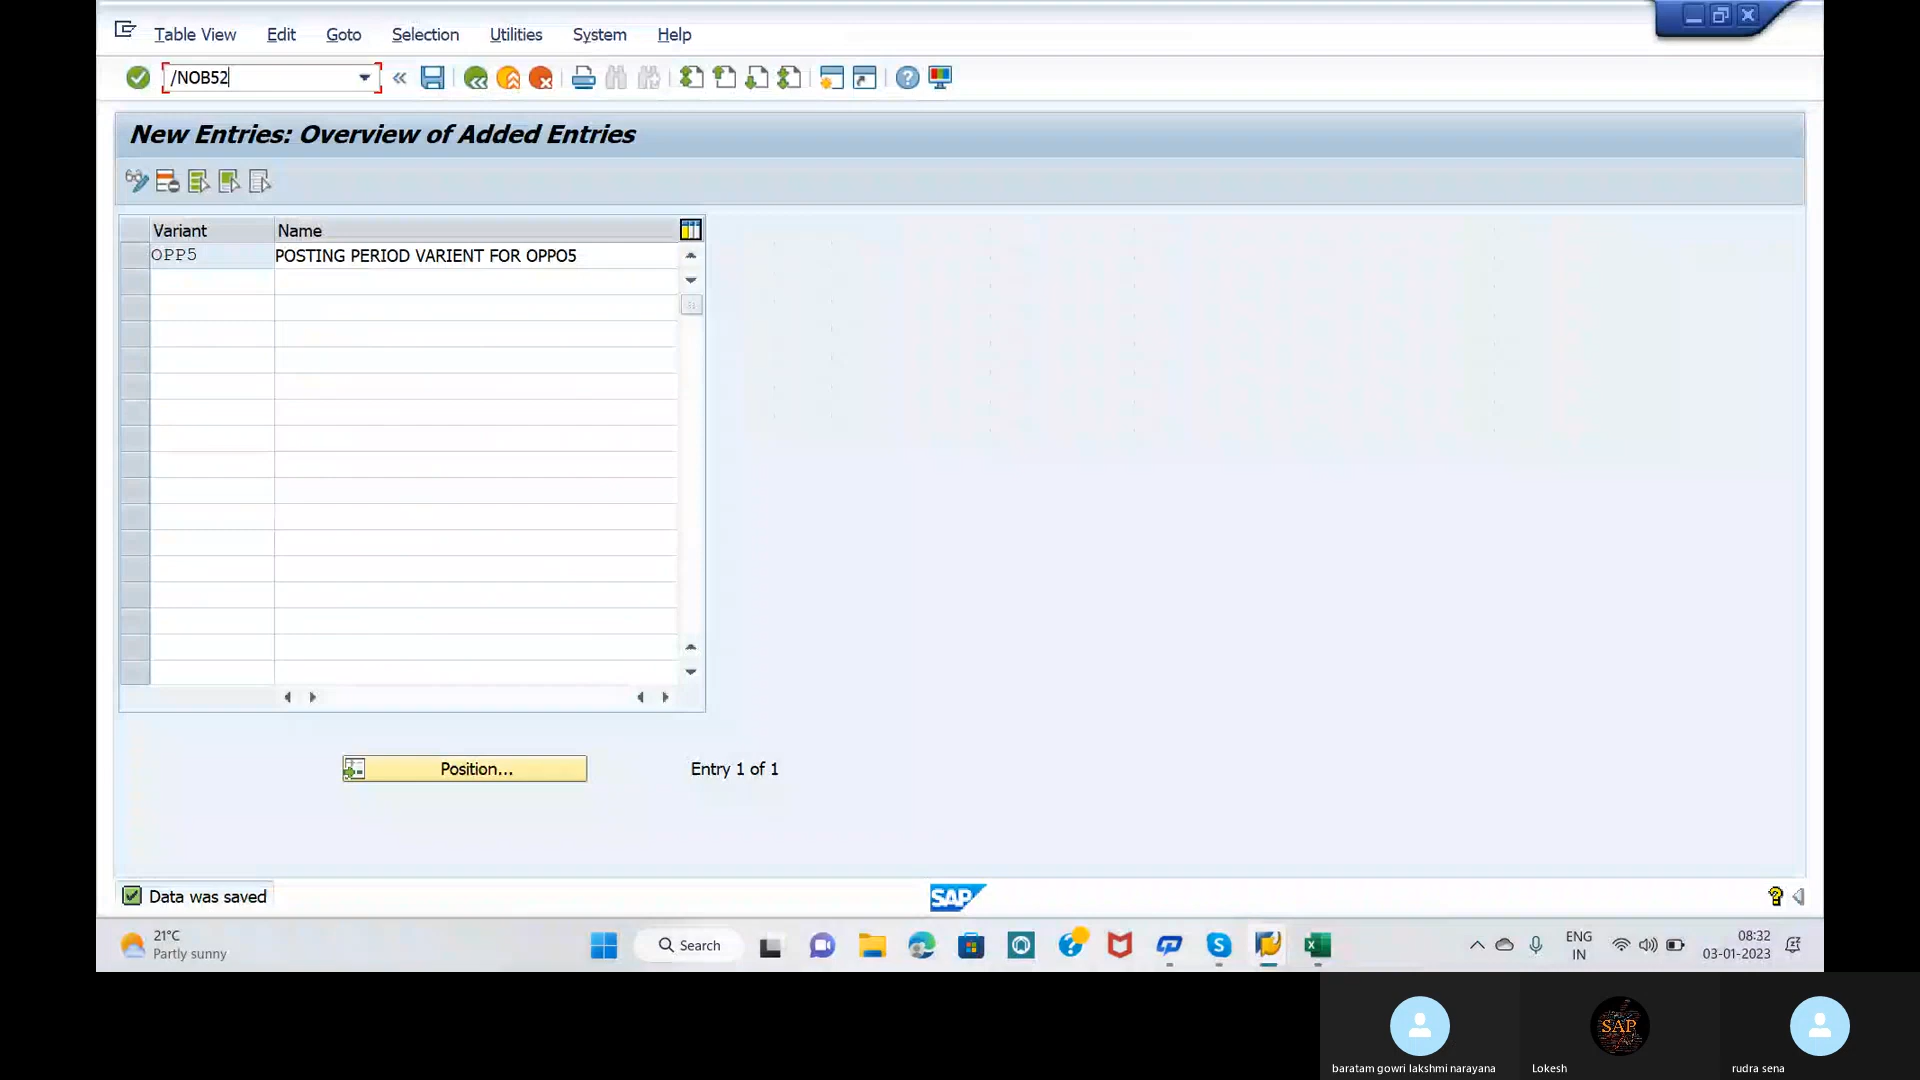 Table View Edit Goto Selection Utilities System Help
/NOB52
New Entries: Overview of Added Entries
Variant Name
OPP5 POSTING PERIOD VARIENT FOR OPPO5
Position... Entry 1 of 1
Data was saved
SAP
21°C
Partly sunny
Search
ENG
IN
08:32
03-01-2023
SAP
baratam gowri lakshmi narayana Lokesh rudra sena